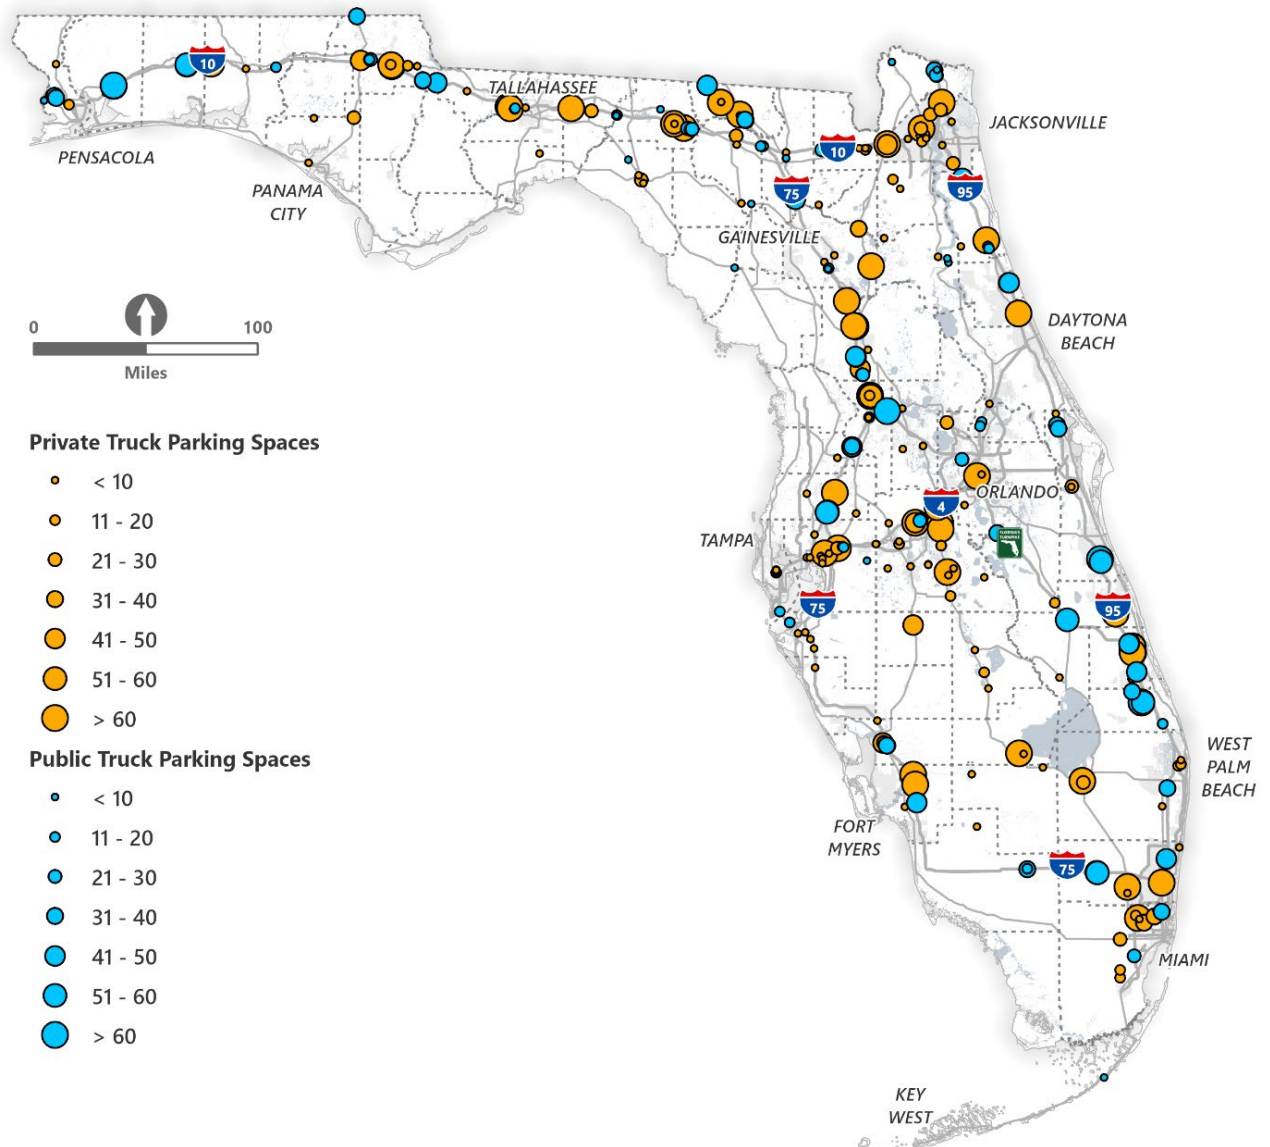 10
TALLAHASSEE
JACKSONVILLE
PENSACOLA
10
PANAMA
CITY
75
95
GAINESVILLE
0
100
Miles
DAYTONA
BEACH
Private Truck Parking Spaces
< 10
11 - 20
21 - 30
31 - 40
41 - 50
51 - 60
> 60
ORLANDO
4
TAMPA
75
95
Public Truck Parking Spaces
< 10
11 - 20
21 - 30
31 - 40
41 - 50
51 - 60
> 60
WEST
PALM
BEACH
FORT
MYERS
75
MIAMI
KEY
WEST